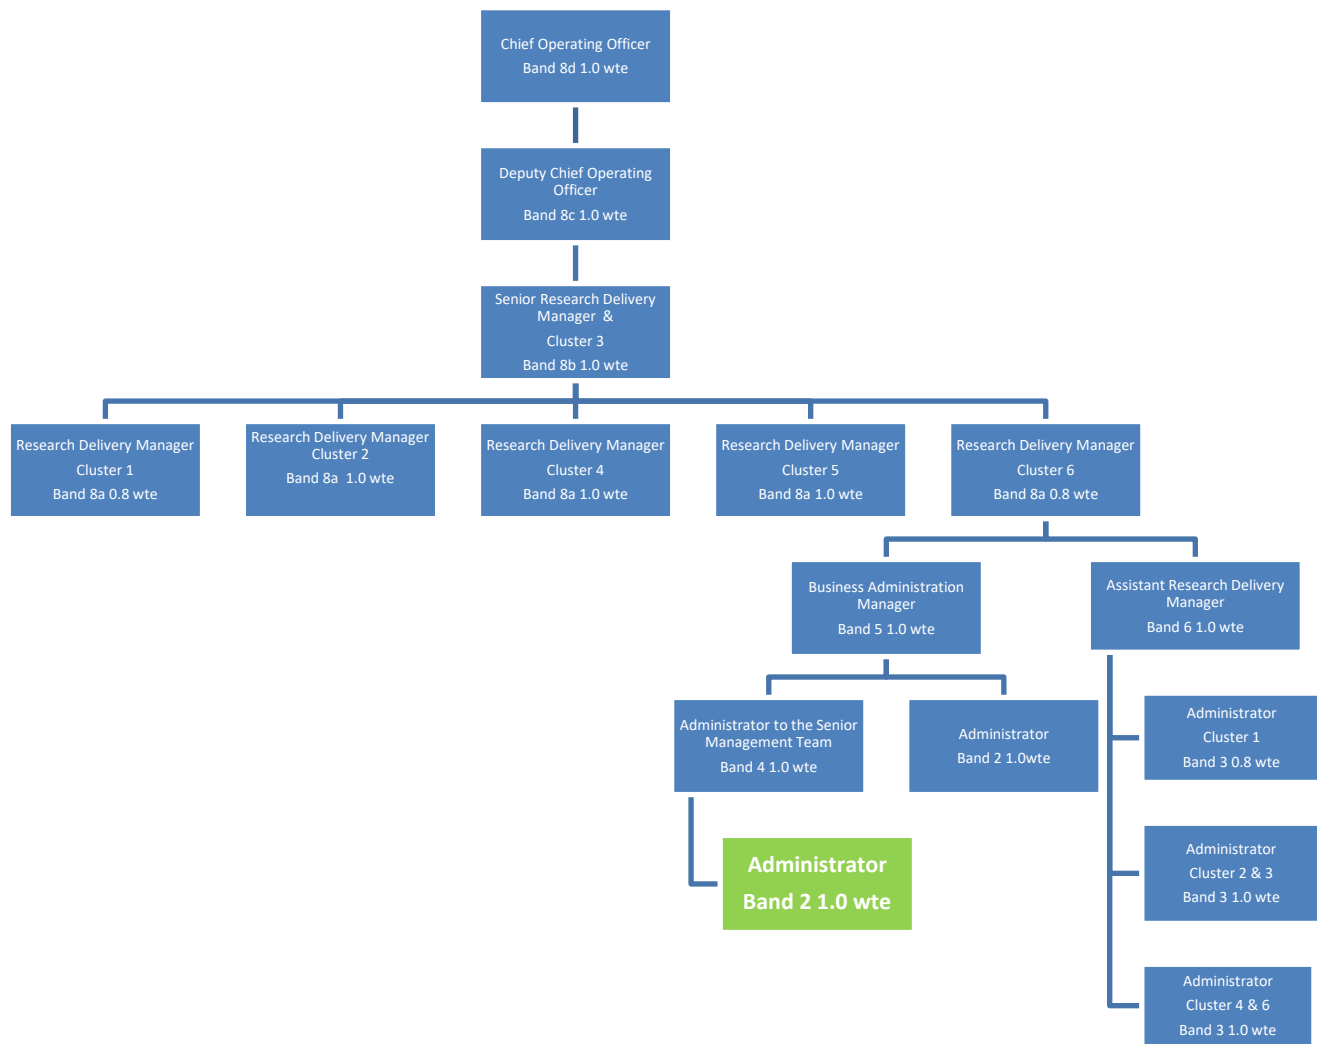 Chief Operating Officer
Band 8d 1.0 wte
Deputy Chief Operating
Officer
Band 8c 1.0 wte
Senior Research Delivery
Manager &
Cluster 3
Band 8b 1.0 wte
Research Delivery Manager
Cluster 1
Band 8a 0.8 wte
Research Delivery Manager
Cluster 2
Band 8a 1.0 wte
Research Delivery Manager
Cluster 4
Band 8a 1.0 wte
Research Delivery Manager
Cluster 5
Band 8a 1.0 wte
Research Delivery Manager
Cluster 6
Band 8a 0.8 wte
Business Administration
Manager
Band 5 1.0 wte
Assistant Research Delivery
Manager
Band 6 1.0 wte
Administrator to the Senior
Management Team
Band 4 1.0 wte
Administrator
Band 2 1.0wte
Administrator
Cluster 1
Band 3 0.8 wte
Administrator
Band 2 1.0 wte
Administrator
Cluster 2 & 3
Band 3 1.0 wte
Administrator
Cluster 4 & 6
Band 3 1.0 wte